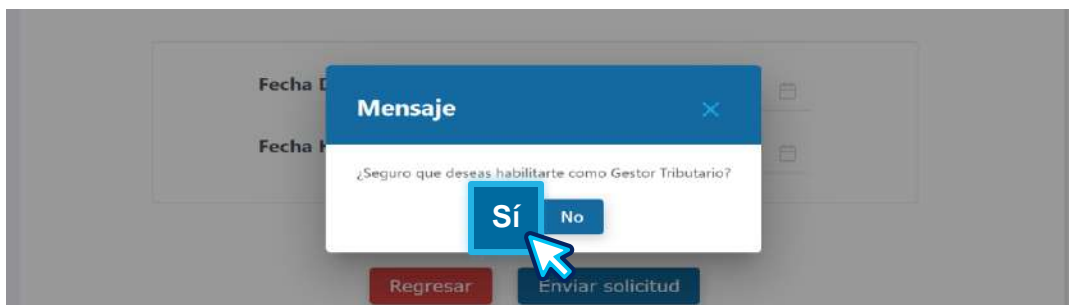 Fecha D
Mensaje
Fecha H
¿Seguro que deseas habilitarte como Gestor Tributario?
Sí No
Regresar Enviar solicitud